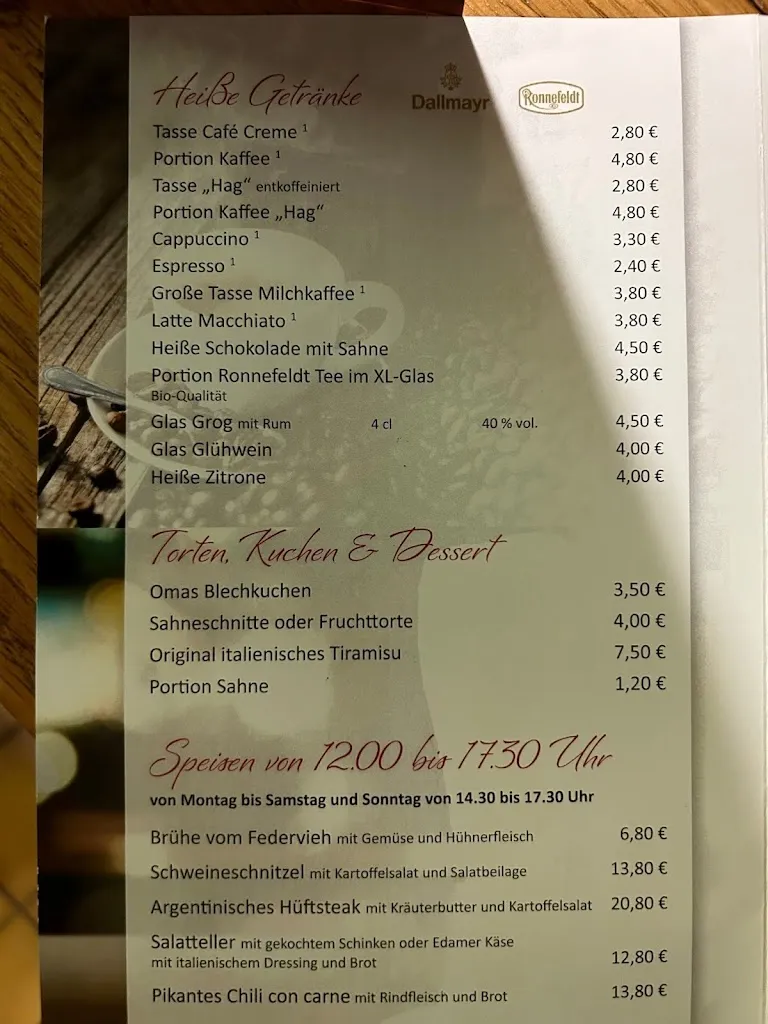 Heiße Getränke Dallmayr Ronnefeldt
Tasse Café Creme ¹ 2,80 €
Portion Kaffee ¹ 4,80 €
Tasse „Hag“ entkoffeiniert 2,80 €
Portion Kaffee „Hag“ 4,80 €
Cappuccino ¹ 3,30 €
Espresso ¹ 2,40 €
Große Tasse Milchkaffee ¹ 3,80 €
Latte Macchiato ¹ 3,80 €
Heiße Schokolade mit Sahne 4,50 €
Portion Ronnefeldt Tee im XL-Glas 3,80 €
Bio-Qualität
Glas Grog mit Rum 4 cl 40 % vol. 4,50 €
Glas Glühwein 4,00 €
Heiße Zitrone 4,00 €
Torten, Kuchen & Dessert
Omas Blechkuchen 3,50 €
Sahneschnitte oder Fruchttorte 4,00 €
Original italienisches Tiramisu 7,50 €
Portion Sahne 1,20 €
Speisen von 12.00 bis 17.30 Uhr
von Montag bis Samstag und Sonntag von 14.30 bis 17.30 Uhr
Brühe vom Federvieh mit Gemüse und Hühnerfleisch 6,80 €
Schweineschnitzel mit Kartoffelsalat und Salatbeilage 13,80 €
Argentinisches Hüftsteak mit Kräuterbutter und Kartoffelsalat 20,80 €
Salatteller mit gekochtem Schinken oder Edamer Käse
mit italienischem Dressing und Brot 12,80 €
Pikantes Chili con carne mit Rindfleisch und Brot 13,80 €